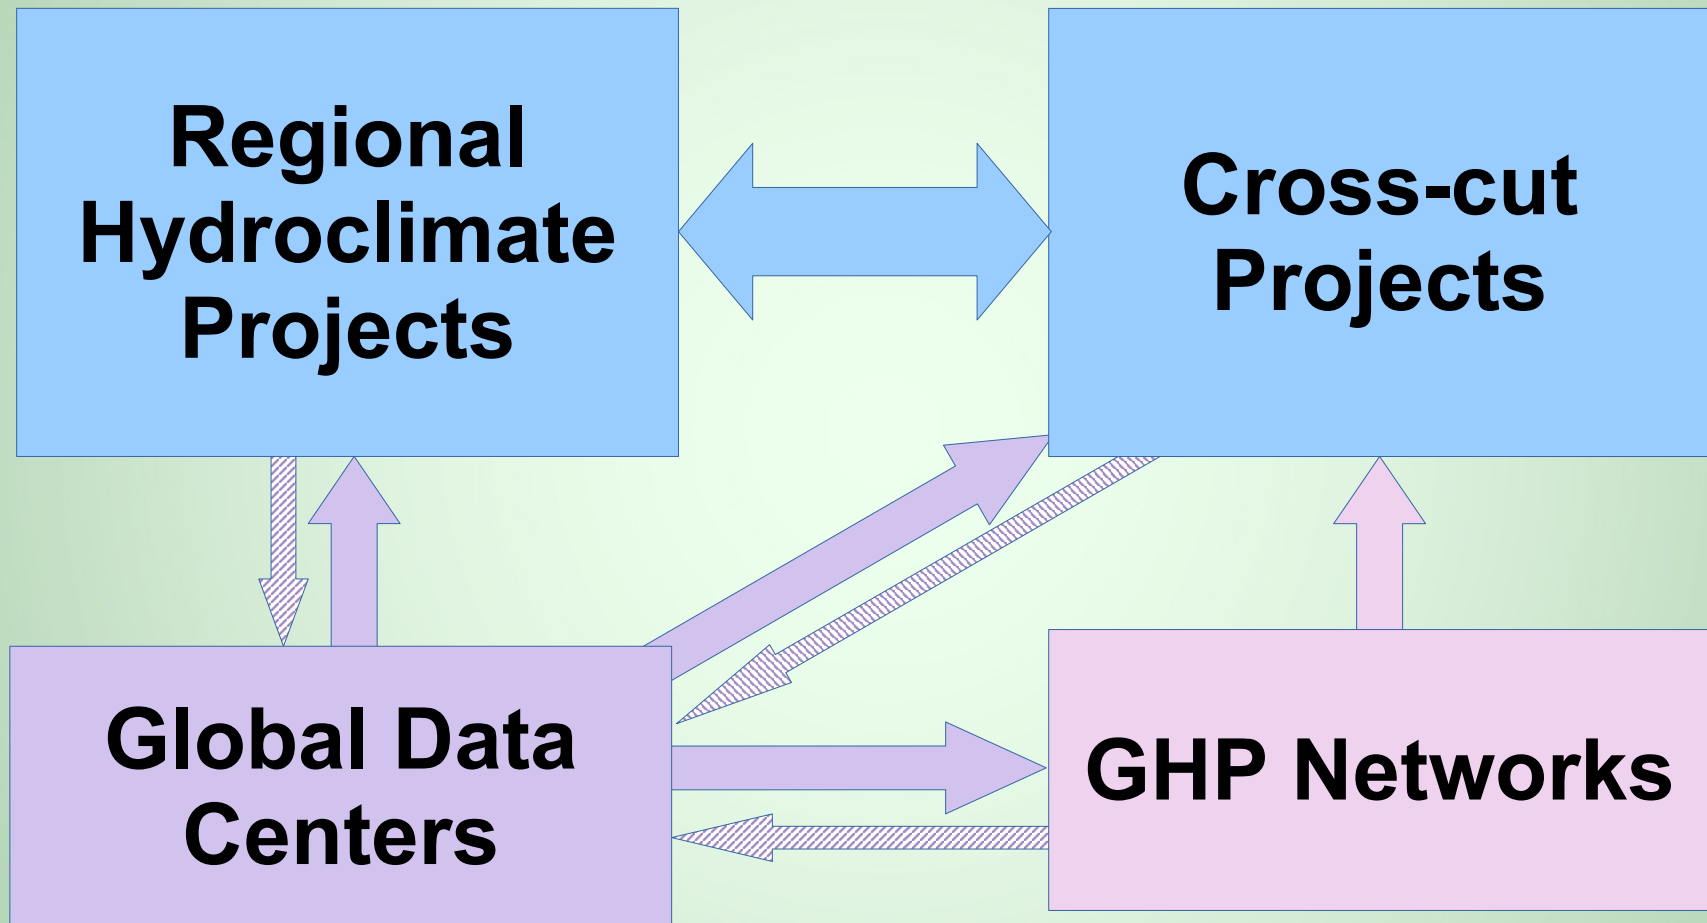 Regional
Hydroclimate
Projects
Cross-cut
Projects
Global Data
Centers
GHP Networks